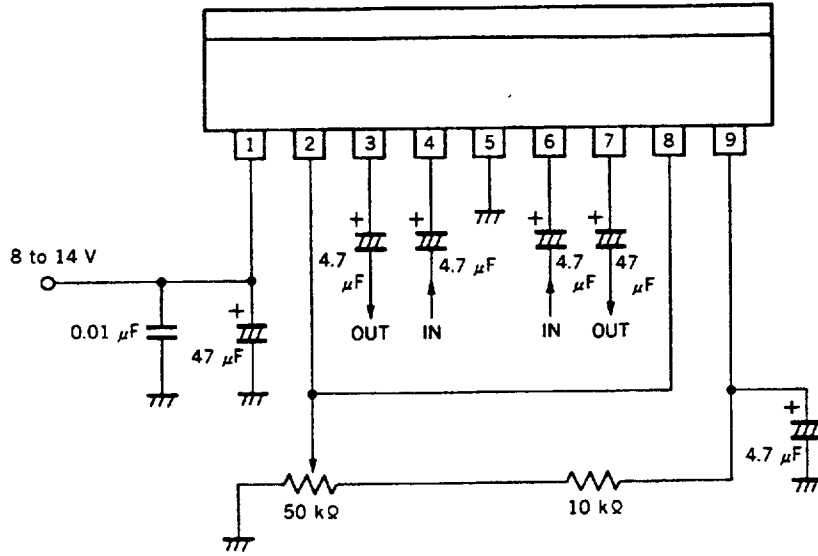 1 2 3 4 5 6 7 8 9
8 to 14 V
0.01 µF
+
47 µF
+
4.7
µF
OUT
+
4.7 µF
IN
+
4.7
µF
IN
+
47
µF
OUT
+
4.7 µF
50 kΩ
10 kΩ